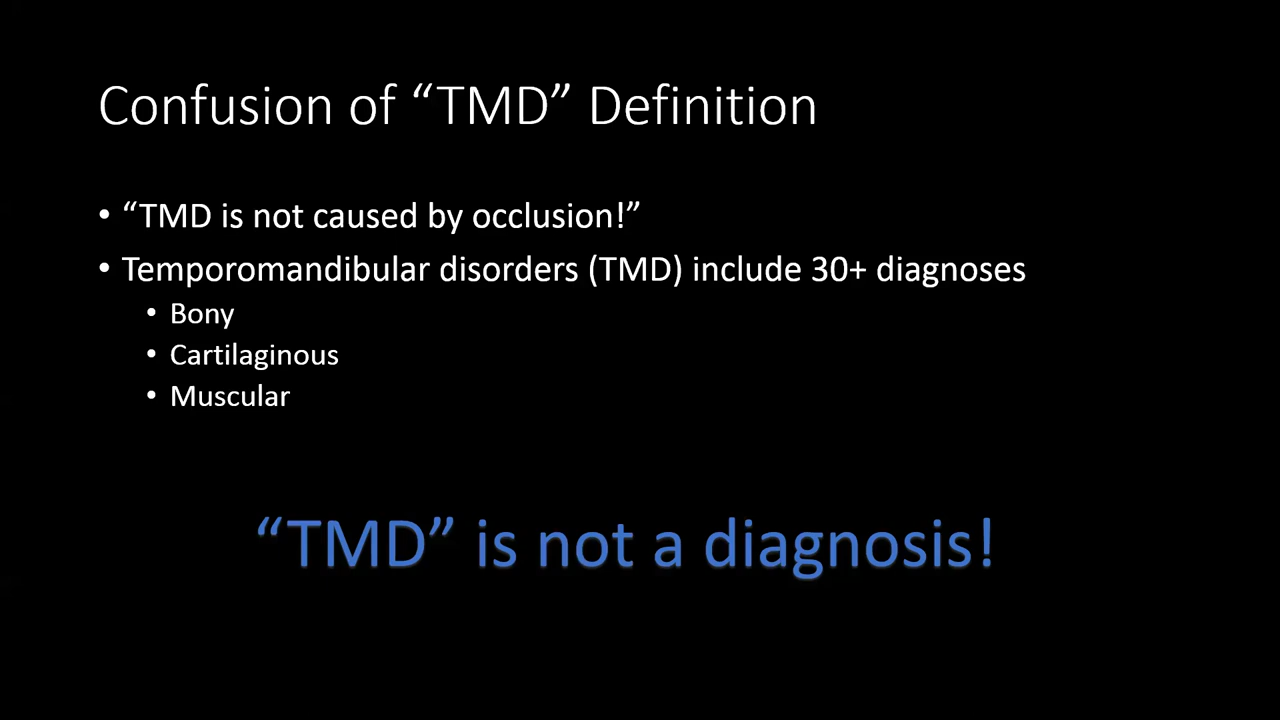 Confusion of “TMD” Definition
• “TMD is not caused by occlusion!”
• Temporomandibular disorders (TMD) include 30+ diagnoses
• Bony
• Cartilaginous
• Muscular
“TMD” is not a diagnosis!